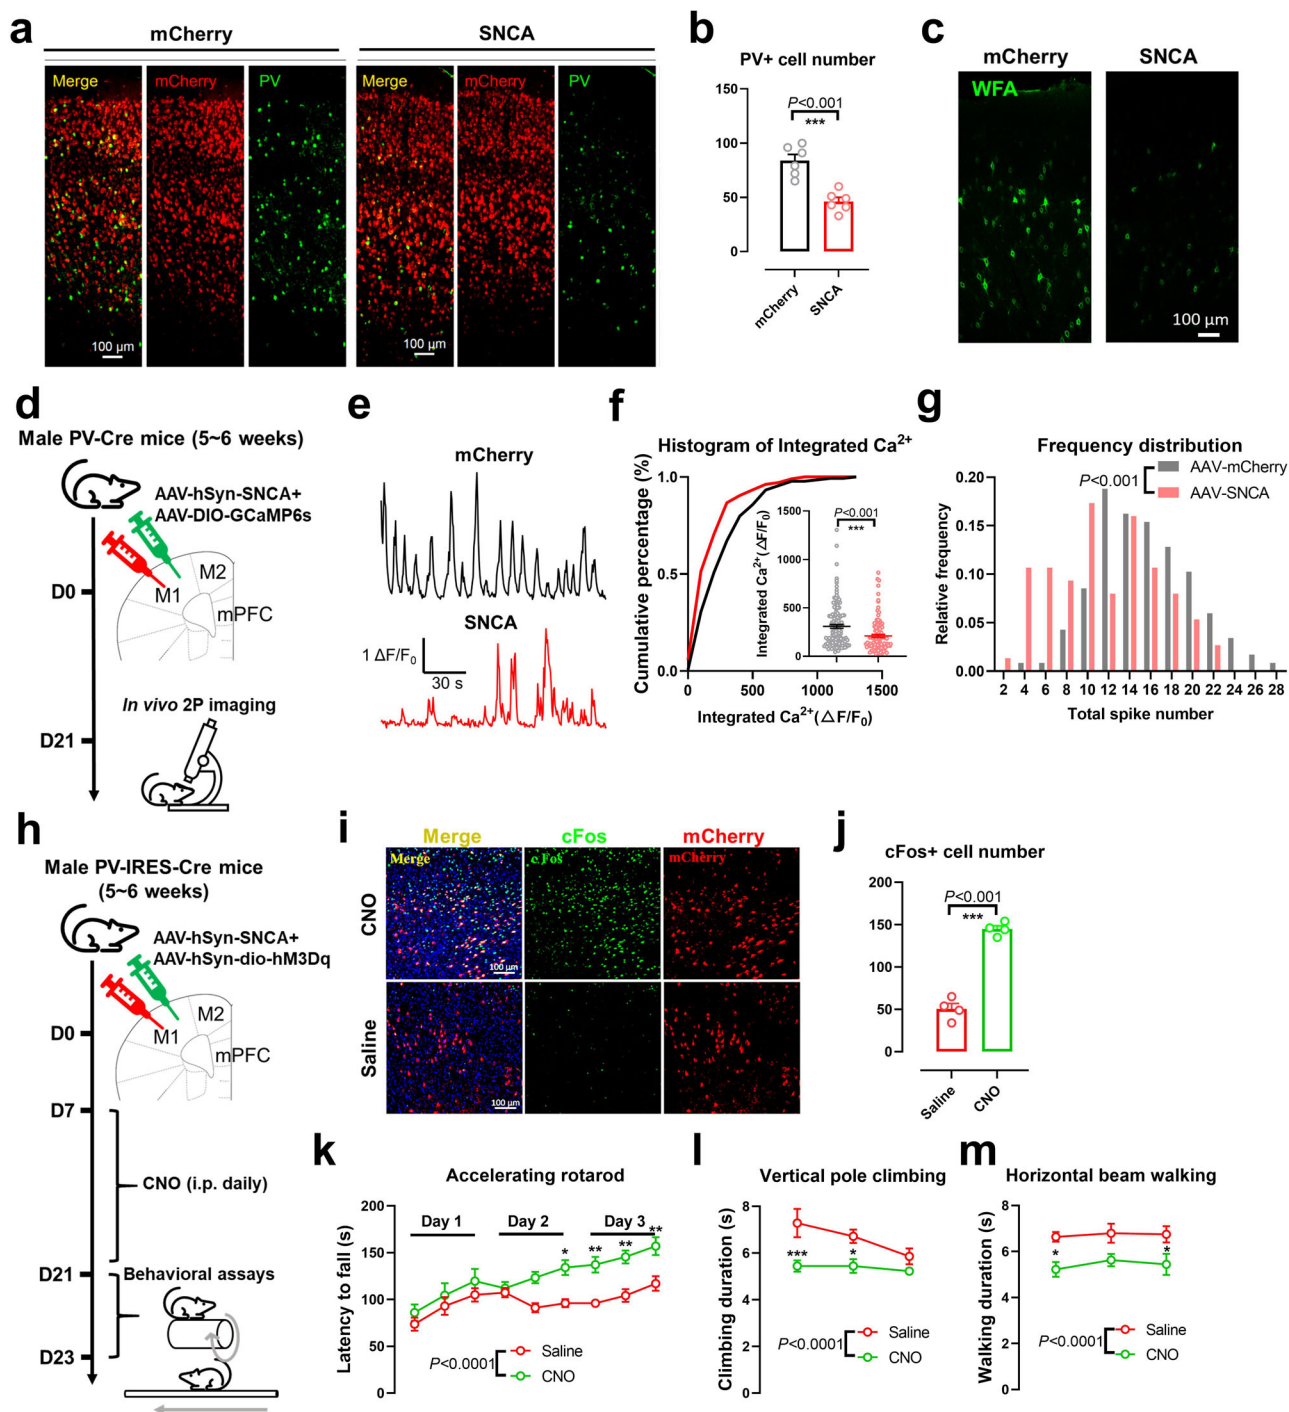 a
mCherry
SNCA
Merge
mCherry
PV
Merge
mCherry
PV
100 µm
100 µm
b
PV+ cell number
P<0.001
***
150
100
50
0
mCherry
SNCA
c
mCherry
SNCA
WFA
100 µm
d
Male PV-Cre mice (5~6 weeks)
AAV-hSyn-SNCA+
AAV-DIO-GCaMP6s
D0
M2
M1
mPFC
In vivo 2P imaging
D21
e
mCherry
SNCA
1 ΔF/F0
30 s
f
Histogram of Integrated Ca2+
Cumulative percentage (%)
1.0
0.5
0.0
0
500
1000
1500
Integrated Ca2+(△F/F0)
P<0.001
***
Integrated Ca2+(△F/F0)
1500
1000
500
0
g
Frequency distribution
P<0.001
AAV-mCherry
AAV-SNCA
Relative frequency
0.20
0.15
0.10
0.05
0.00
2 4 6 8 10 12 14 16 18 20 22 24 26 28
Total spike number
h
Male PV-IRES-Cre mice
(5~6 weeks)
AAV-hSyn-SNCA+
AAV-hSyn-dio-hM3Dq
D0
M2
M1
mPFC
D7
CNO (i.p. daily)
D21
Behavioral assays
D23
i
Merge
cFos
mCherry
CNO
Merge
cFos
mCherry
100 µm
Saline
100 µm
j
cFos+ cell number
P<0.001
***
200
150
100
50
0
Saline
CNO
k
Accelerating rotarod
Latency to fall (s)
200
150
100
50
0
Day 1
Day 2
Day 3
*
**
**
**
P<0.0001
Saline
CNO
l
Vertical pole climbing
Climbing duration (s)
8
6
4
2
0
***
*
P<0.0001
Saline
CNO
m
Horizontal beam walking
Walking duration (s)
8
6
4
2
0
*
*
P<0.0001
Saline
CNO